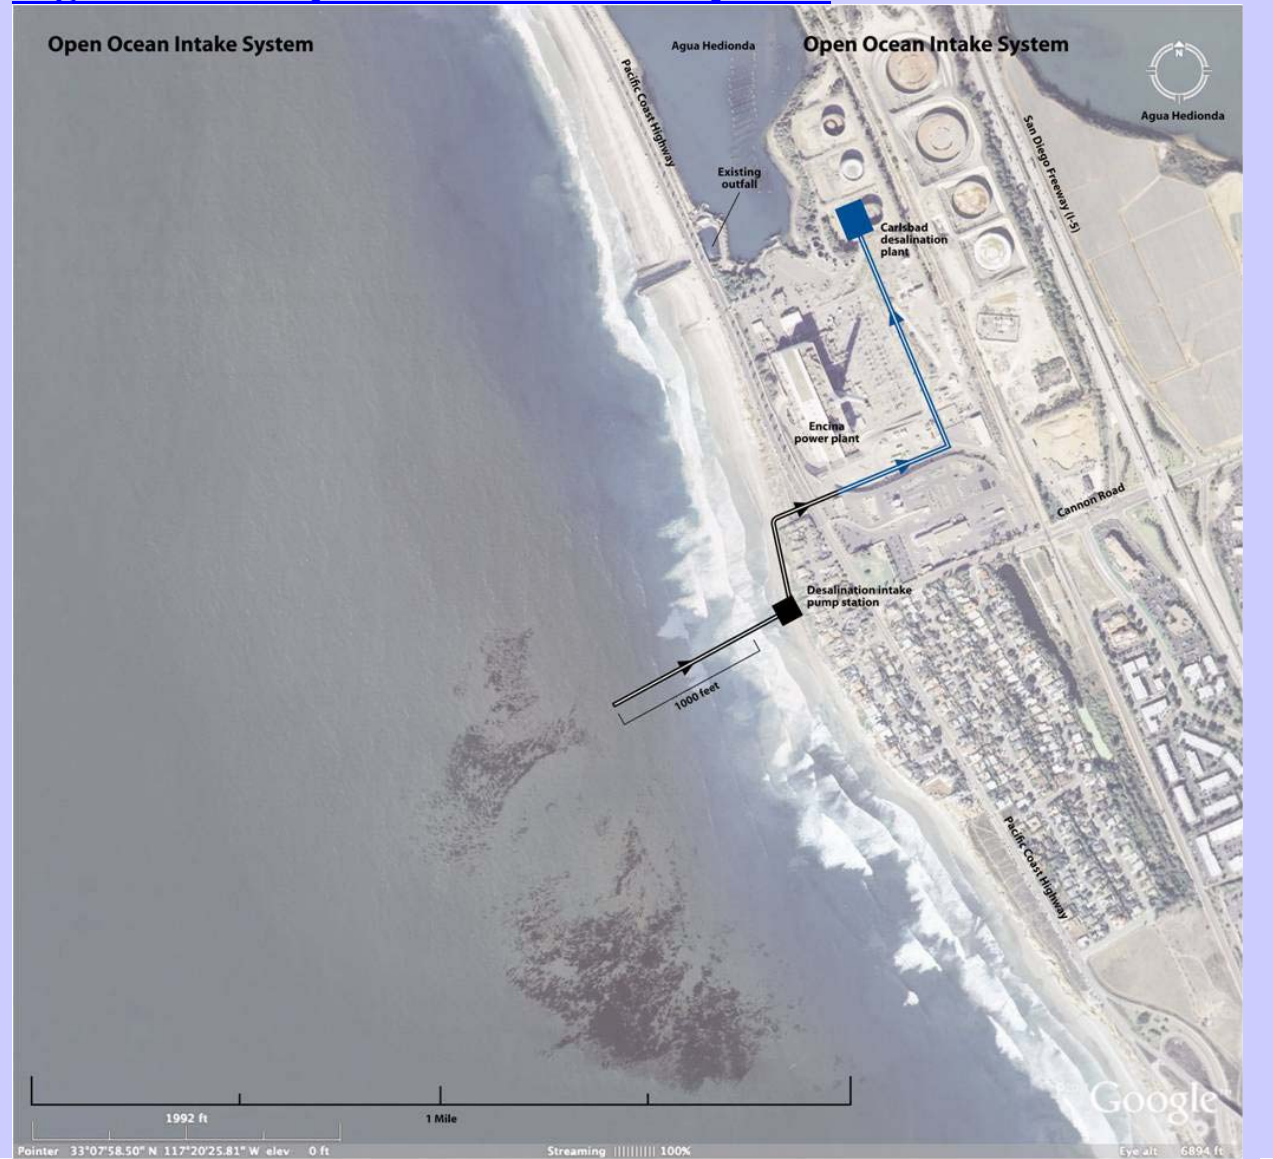 Open Ocean Intake System
Agua Hedionda
Open Ocean Intake System
N
Agua Hedionda
Pacific Coast Highway
San Diego Freeway (I-5)
Existing
outfall
Carlsbad
desalination
plant
Encina
power plant
Cannon Road
Desalination intake
pump station
1000 feet
Pacific Coast Highway
Google
1992 ft
1 Mile
Pointer 33°07'58.50" N 117°20'25.81" W elev 0 ft
Streaming 100%
Eye alt 6894 ft